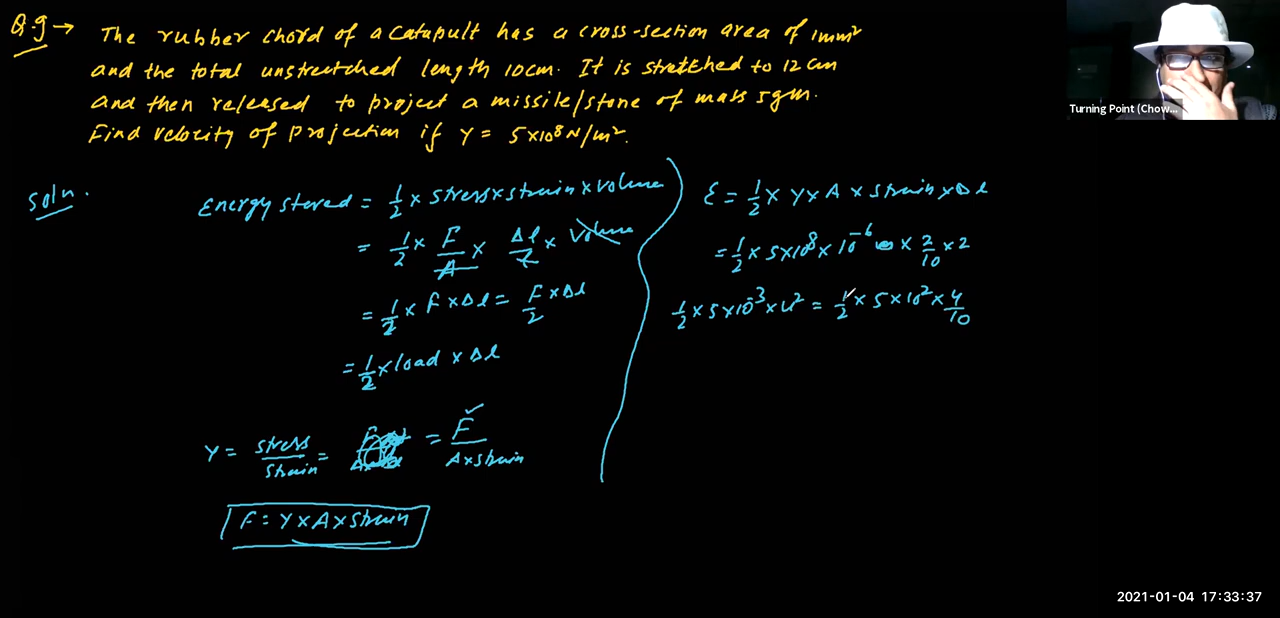 Q.9 → The rubber chord of a catapult has a cross-section area of 1mm²
and the total unstretched length 10cm. It is stretched to 12 cm
and then released to project a missile/stone of mass 5gm.
Find velocity of projection if Y = 5×10⁸ N/m².
Turning Point (Chow...
Soln.
Energy stored = 1/2 × stress × strain × volume
= 1/2 × F/A × Δl/l × Volume
= 1/2 × F × Δl = F/2 × Δl
= 1/2 × load × Δl
Y = stress/strain = = F/(A × strain)
F = Y × A × strain
E = 1/2 × Y × A × strain × Δl
= 1/2 × 5×10⁸ × 10⁻⁶ × 2/10 × 2
1/2 × 5×10⁻³ × u² = 1/2 × 5 × 10² × 4/10
2021-01-04 17:33:37